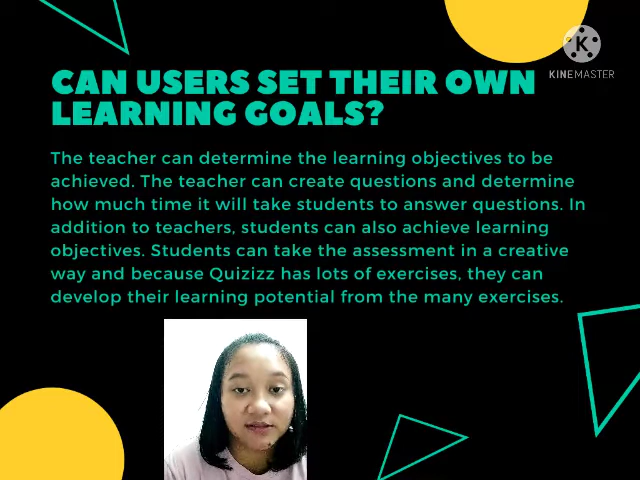 K
KINEMASTER
CAN USERS SET THEIR OWN
LEARNING GOALS?
The teacher can determine the learning objectives to be
achieved. The teacher can create questions and determine
how much time it will take students to answer questions. In
addition to teachers, students can also achieve learning
objectives. Students can take the assessment in a creative
way and because Quizizz has lots of exercises, they can
develop their learning potential from the many exercises.